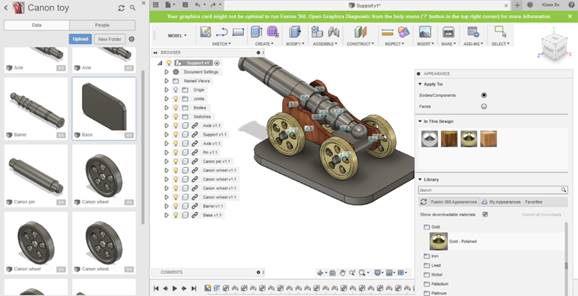 Canon toy
Data
People
Upload
New Folder
Axle
Axle
Barrel
Base
Canon pin
Canon wheel
Canon wheel
Canon wheel
Support v1*
Your graphics card might not be optimal to run Fusion 360. Open Graphics Diagnostic from the help menu ('?' button in the top right corner) for more information.
MODEL
SKETCH
CREATE
MODIFY
ASSEMBLE
CONSTRUCT
INSPECT
INSERT
MAKE
ADD-INS
SELECT
BROWSER
Support v1
Document Settings
Named Views
Origin
Joints
Bodies
Sketches
Axle v1:1
Support v1:1
Axle v1:1
Pin v1:1
Canon pin v1:1
Canon wheel v1:1
Canon wheel v1:1
Canon wheel v1:1
Canon wheel v1:1
Barrel v1:1
Base v1:1
COMMENTS
APPEARANCE
Apply To:
Bodies/Components
Faces
In This Design
Library
Search
Fusion 360 Appearances
My Appearances
Favorites
Show downloadable materials
Cancel all downloads
Gold
Gold - Polished
Iron
Lead
Nickel
Palladium
Platinum